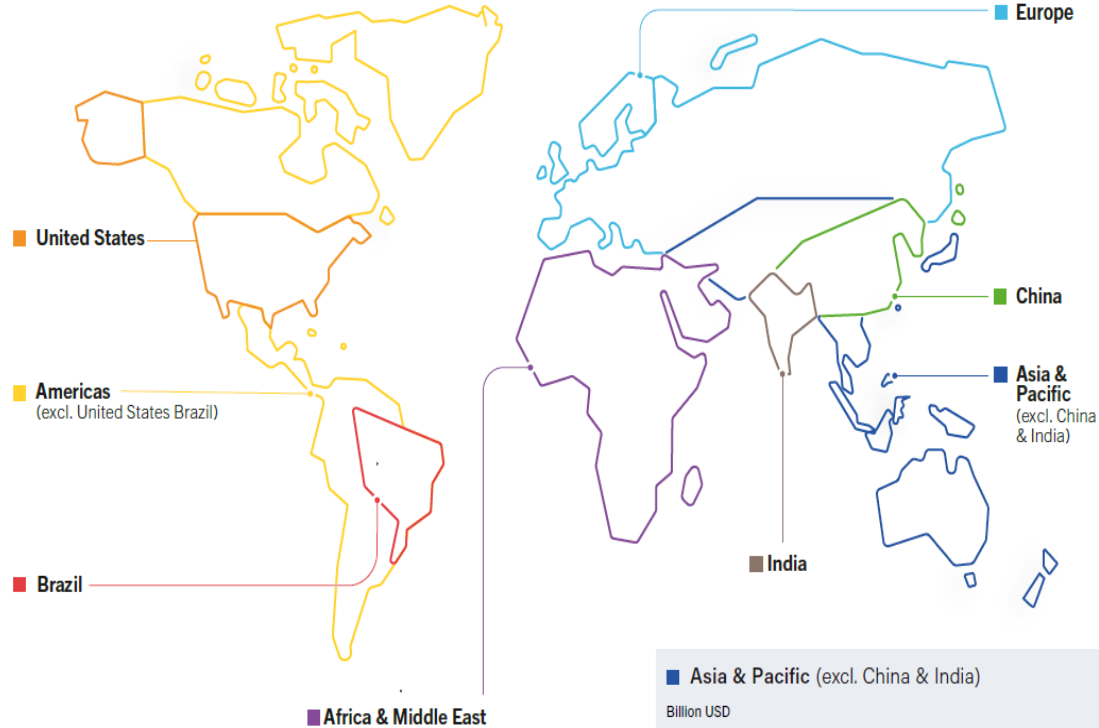 Europe
United States
China
Americas
(excl. United States Brazil)
Asia &
Pacific
(excl. China
& India)
India
Brazil
Asia & Pacific (excl. China & India)
Billion USD
Africa & Middle East